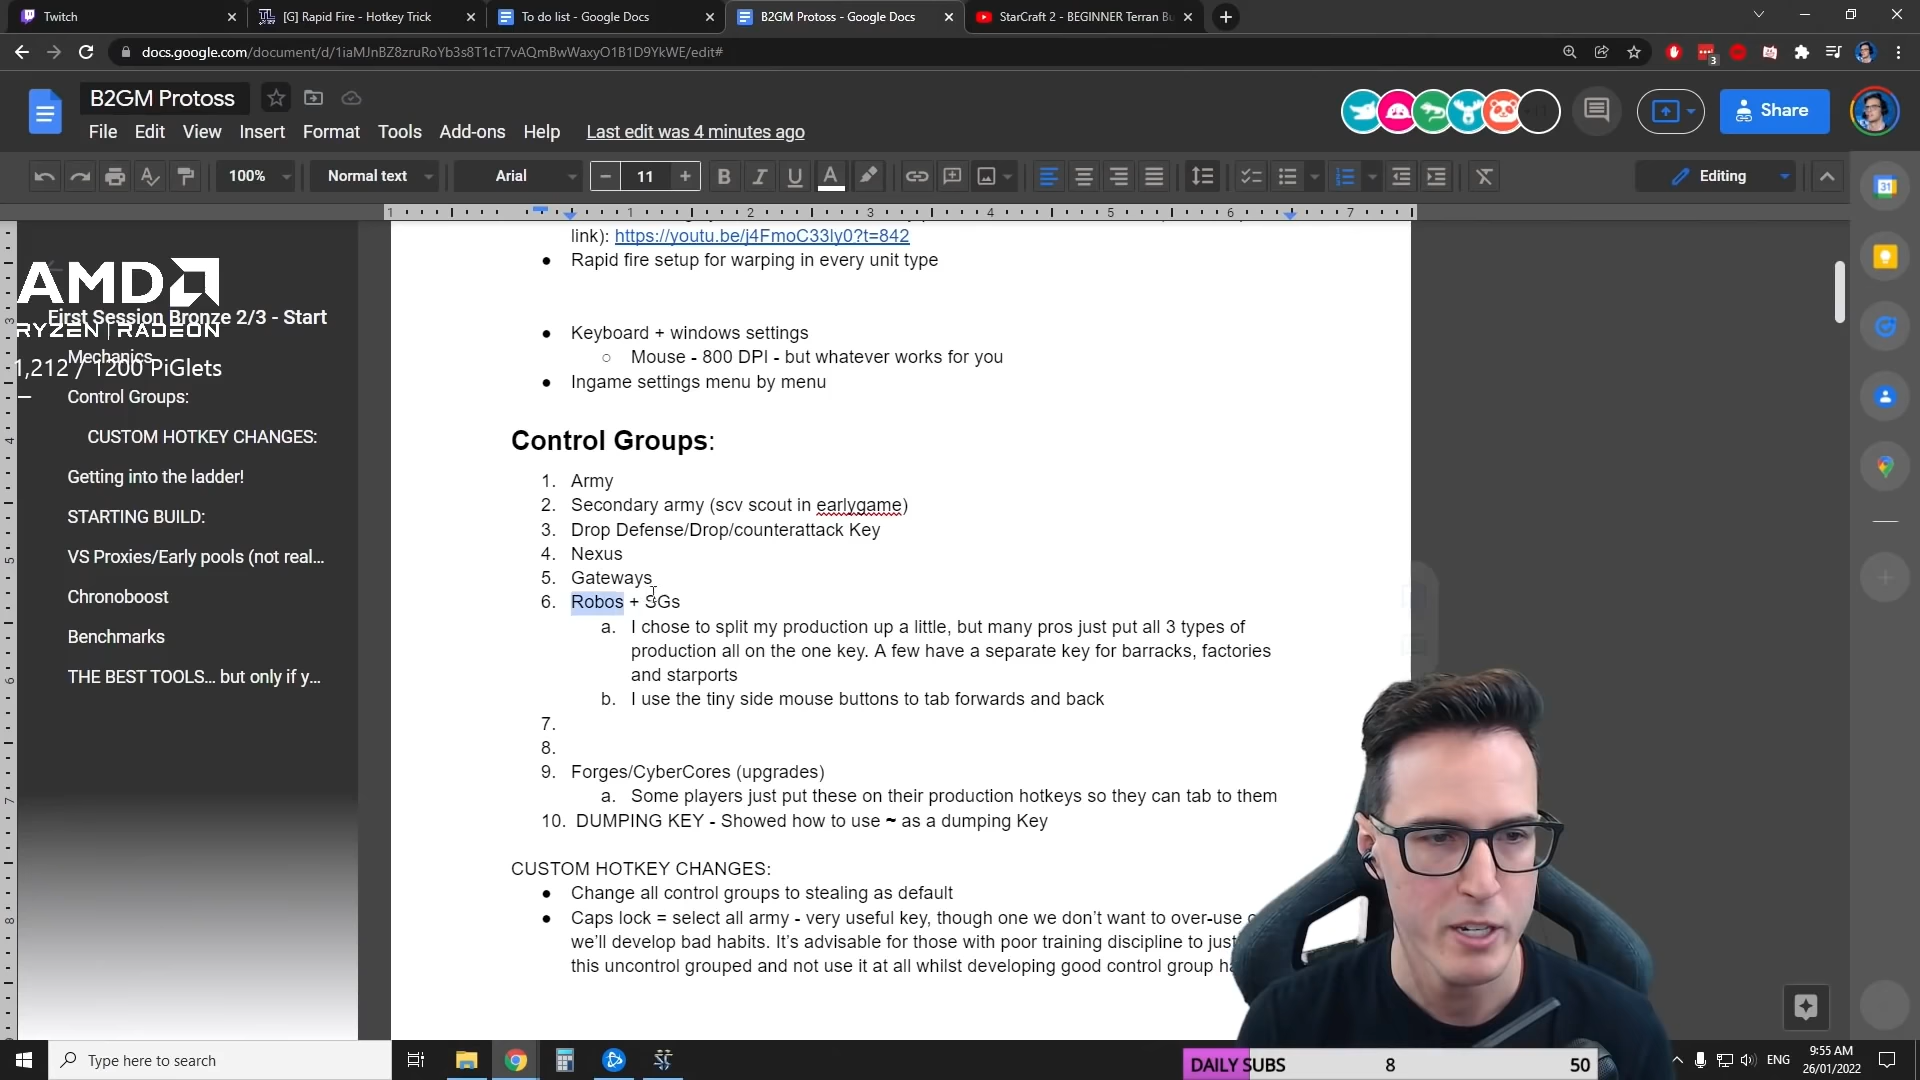 Twitch
[G] Rapid Fire - Hotkey Trick
To do list - Google Docs
B2GM Protoss - Google Docs
StarCraft 2 - BEGINNER Terran Bu
docs.google.com/document/d/1iaMJnBZ8zruRoYb3s8T1cT7vAQmBwWaxyO1B1D9YkWE/edit#
3
B2GM Protoss
File Edit View Insert Format Tools Add-ons Help Last edit was 4 minutes ago
Share
100% Normal text Arial 11 Editing
1 1 2 3 4 5 6 7
link): https://youtu.be/j4FmoC33ly0?t=842
Rapid fire setup for warping in every unit type
Keyboard + windows settings
Mouse - 800 DPI - but whatever works for you
Ingame settings menu by menu
Control Groups:
1. Army
2. Secondary army (scv scout in earlygame)
3. Drop Defense/Drop/counterattack Key
4. Nexus
5. Gateways
6. Robos + SGs
a. I chose to split my production up a little, but many pros just put all 3 types of
production all on the one key. A few have a separate key for barracks, factories
and starports
b. I use the tiny side mouse buttons to tab forwards and back
7.
8.
9. Forges/CyberCores (upgrades)
a. Some players just put these on their production hotkeys so they can tab to them
10. DUMPING KEY - Showed how to use ~ as a dumping Key
CUSTOM HOTKEY CHANGES:
Change all control groups to stealing as default
Caps lock = select all army - very useful key, though one we don't want to over-use
we'll develop bad habits. It's advisable for those with poor training discipline to just
this uncontrol grouped and not use it at all whilst developing good control group
AMD
RYZEN | RADEON
First Session Bronze 2/3 - Start
Mechanics
1,212 / 1200 PiGlets
Control Groups:
CUSTOM HOTKEY CHANGES:
Getting into the ladder!
STARTING BUILD:
VS Proxies/Early pools (not real...
Chronoboost
Benchmarks
THE BEST TOOLS... but only if y...
Type here to search
DAILY SUBS 8 50
ENG
9:55 AM
26/01/2022